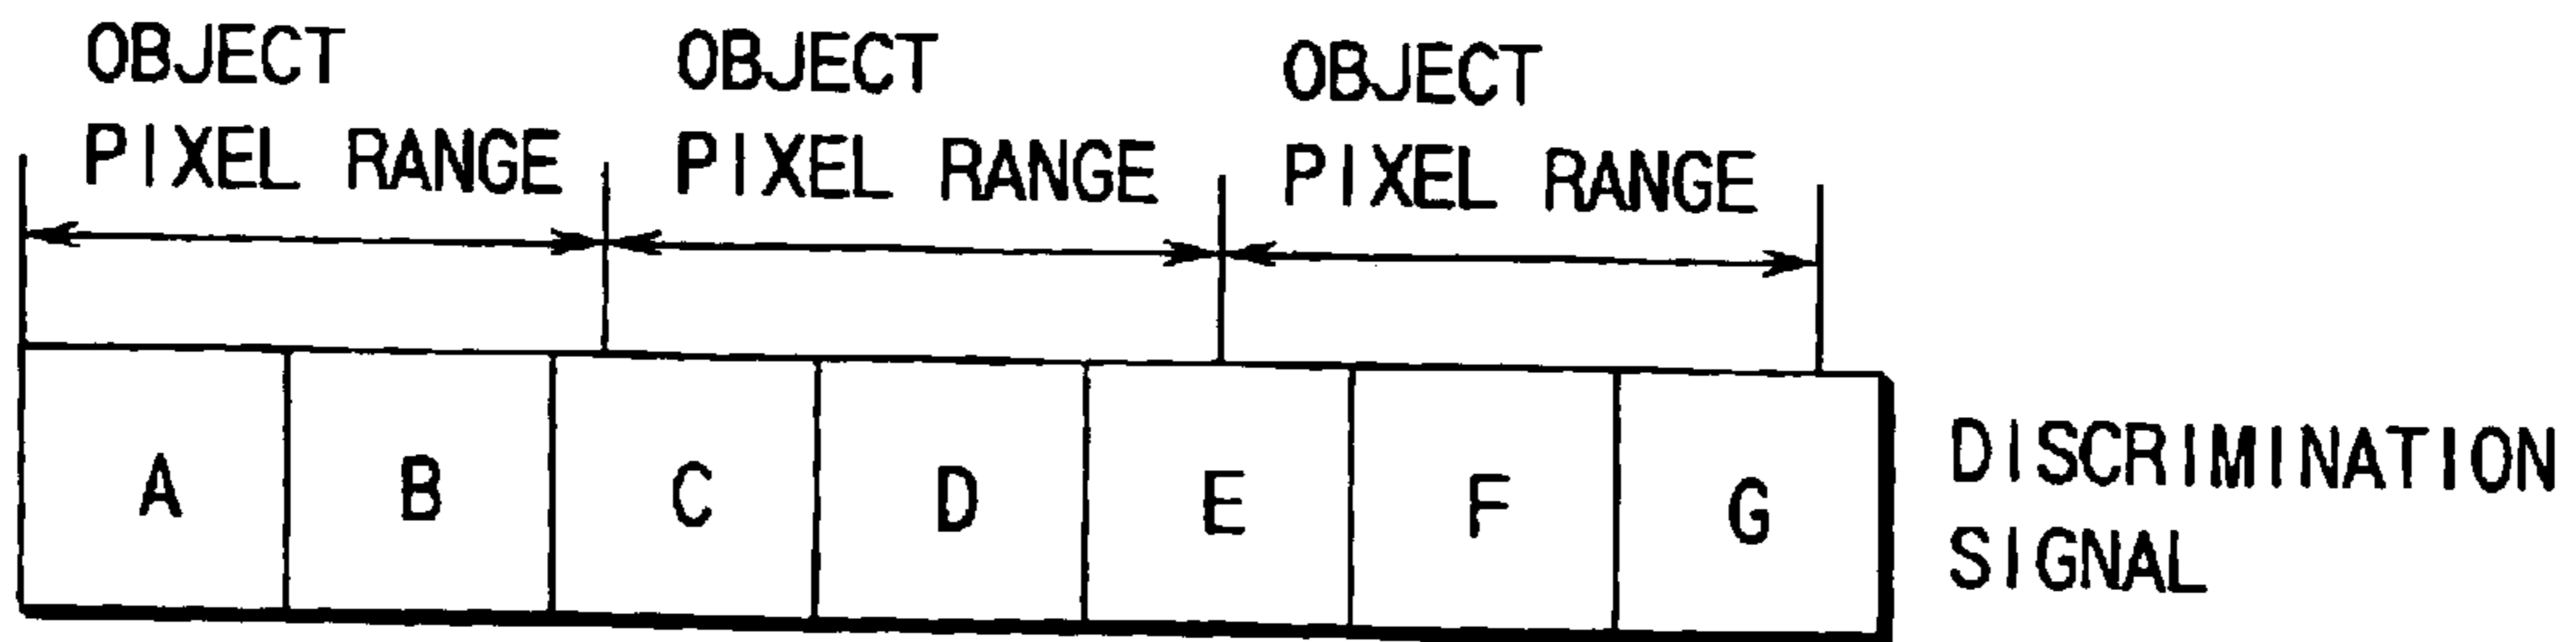 OBJECT
PIXEL RANGE
OBJECT
PIXEL RANGE
OBJECT
PIXEL RANGE
A B C D E F G
DISCRIMINATION
SIGNAL